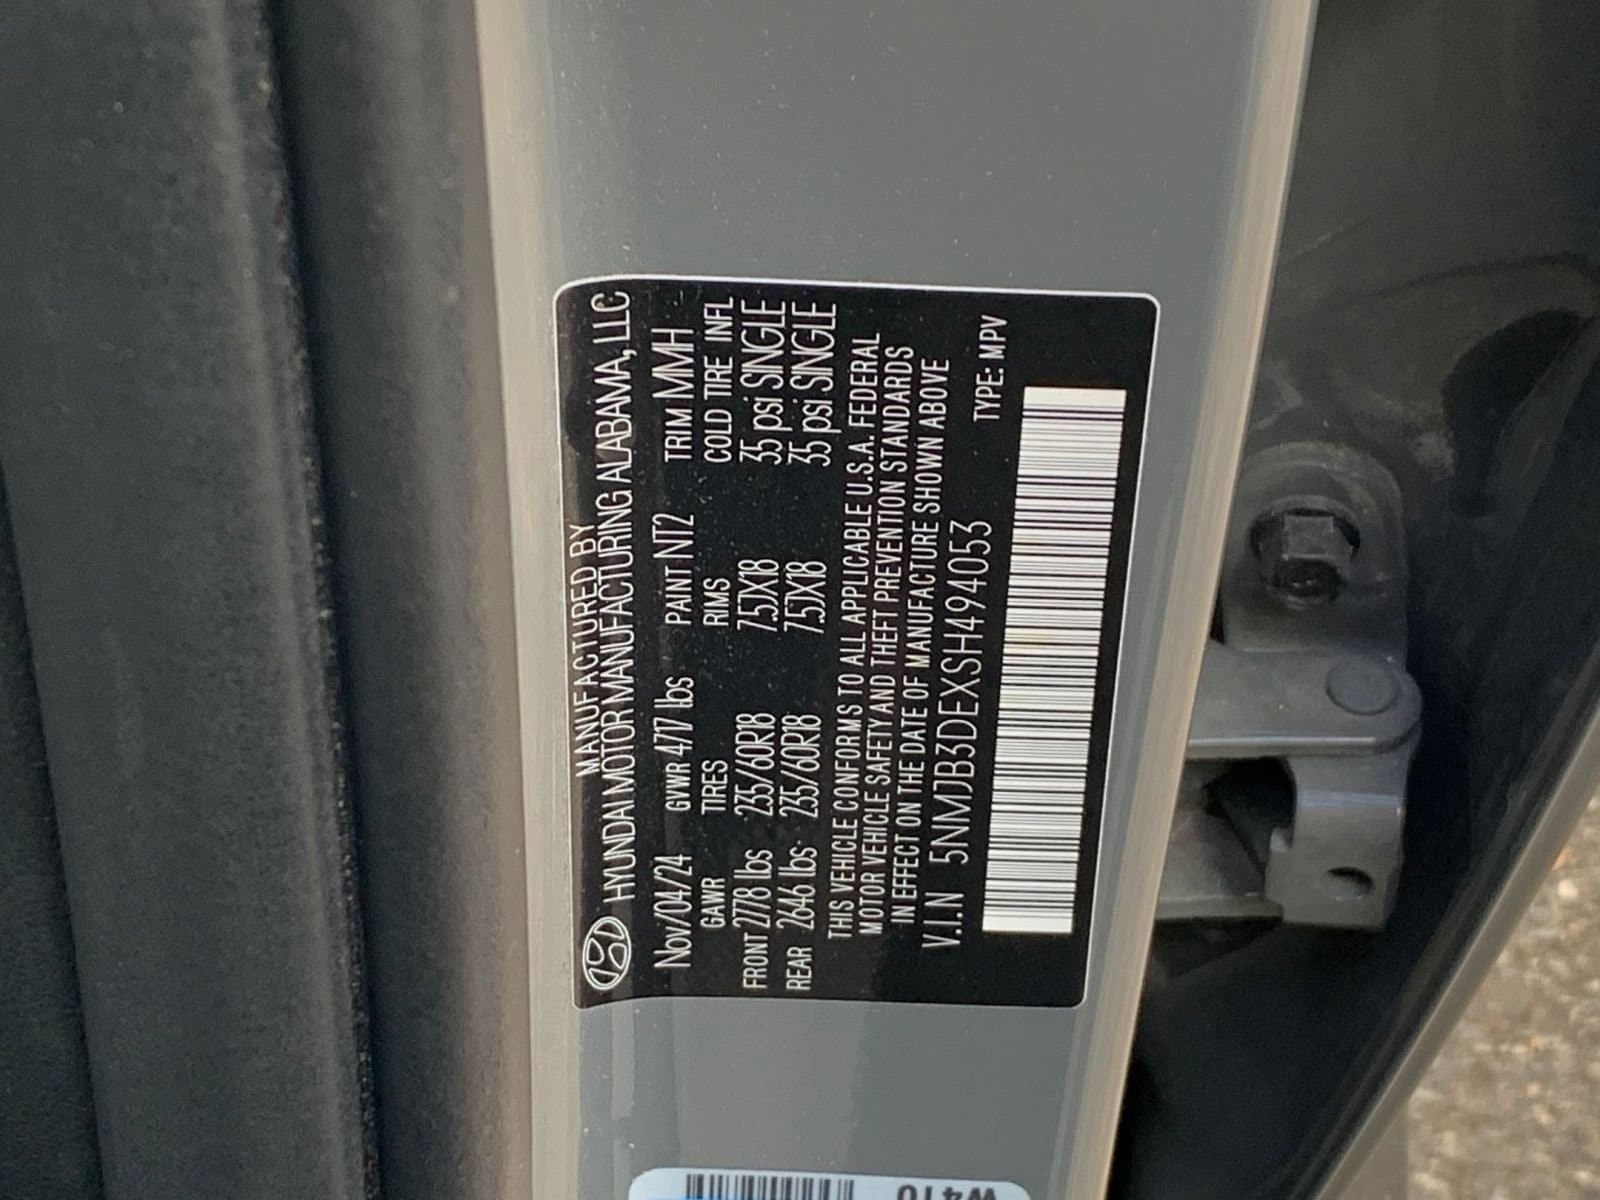 MANUFACTURED BY
HYUNDAI MOTOR MANUFACTURING ALABAMA, LLC
Nov/04/24 GVWR 4717 lbs PAINT NT2 TRIM MMH
GAWR TIRES RIMS COLD TIRE INFL
FRONT 2778 lbs 235/60R18 7.5JX18 35 psi SINGLE
REAR 2646 lbs 235/60R18 7.5JX18 35 psi SINGLE
THIS VEHICLE CONFORMS TO ALL APPLICABLE U.S.A. FEDERAL
MOTOR VEHICLE SAFETY AND THEFT PREVENTION STANDARDS
IN EFFECT ON THE DATE OF MANUFACTURE SHOWN ABOVE
V.I.N 5NMJB3DEXSH494053
TYPE: MPV
W410